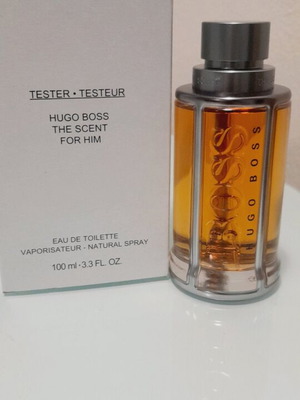 TESTER • TESTEUR
HUGO BOSS
THE SCENT
FOR HIM
EAU DE TOILETTE
VAPORISATEUR - NATURAL SPRAY
100 ml · 3.3 FL. OZ.
BOSS
HUGO BOSS